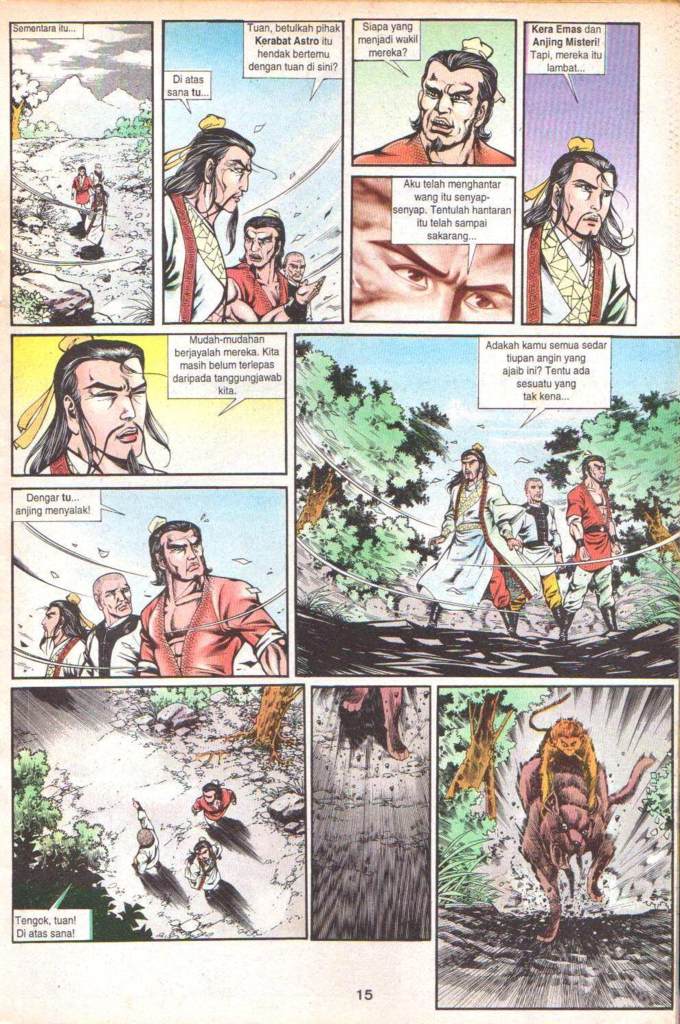 Sementara itu...
Di atas
sana tu...
Tuan, betulkah pihak
Kerabat Astro itu
hendak bertemu
dengan tuan di sini?
Siapa yang
menjadi wakil
mereka?
Kera Emas dan
Anjing Misteri!
Tapi, mereka itu
lambat...
Aku telah menghantar
wang itu senyap-
senyap. Tentulah hantaran
itu telah sampai
sekarang...
Mudah-mudahan
berjayalah mereka. Kita
masih belum terlepas
daripada tanggungjawab
kita.
Adakah kamu semua sedar
tiupan angin yang
ajaib ini? Tentu ada
sesuatu yang
tak kena...
Dengar tu...
anjing menyalak!
Tengok, tuan!
Di atas sana!
15